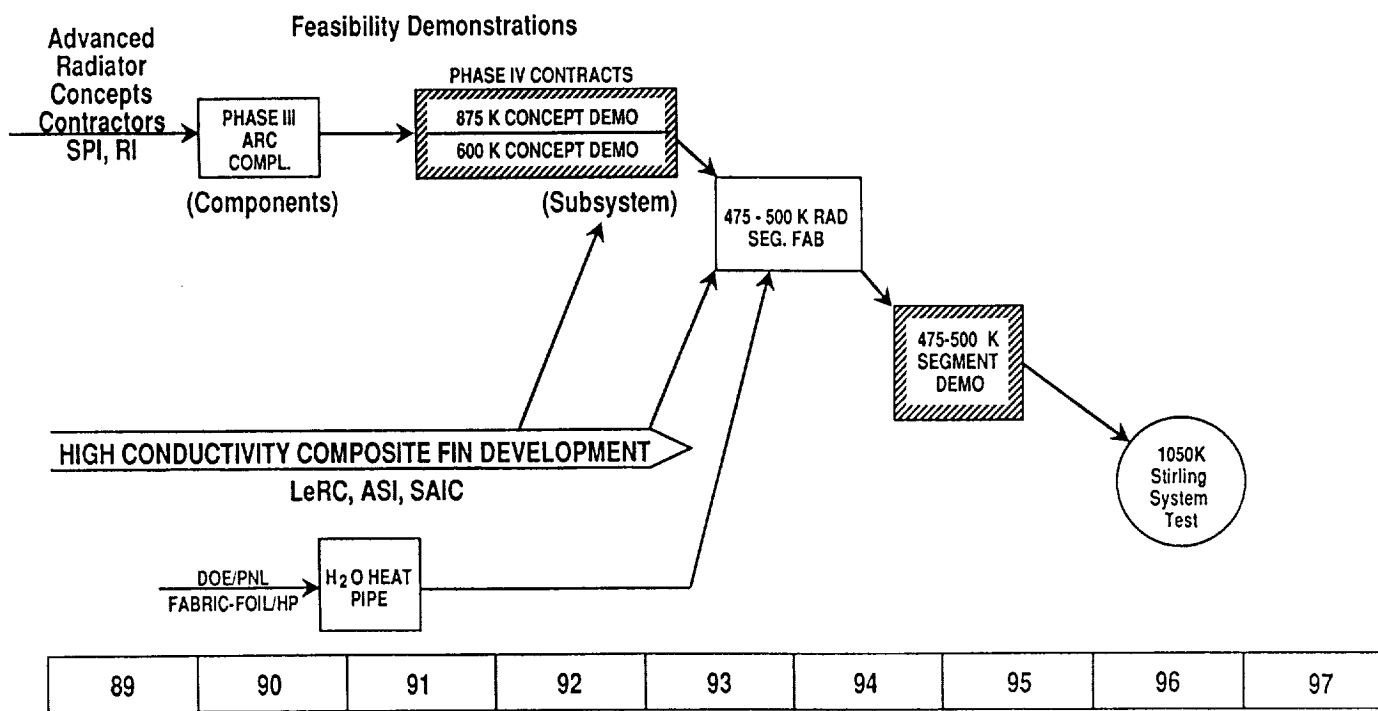 Feasibility Demonstrations
Advanced
Radiator
Concepts
Contractors
SPI, RI
PHASE III
ARC
COMPL.
(Components)
PHASE IV CONTRACTS
875 K CONCEPT DEMO
600 K CONCEPT DEMO
(Subsystem)
475 - 500 K RAD
SEG. FAB
475-500 K
SEGMENT
DEMO
1050K
Stirling
System
Test
HIGH CONDUCTIVITY COMPOSITE FIN DEVELOPMENT
LeRC, ASI, SAIC
DOE/PNL
FABRIC-FOIL/HP
H2O HEAT
PIPE
89 90 91 92 93 94 95 96 97